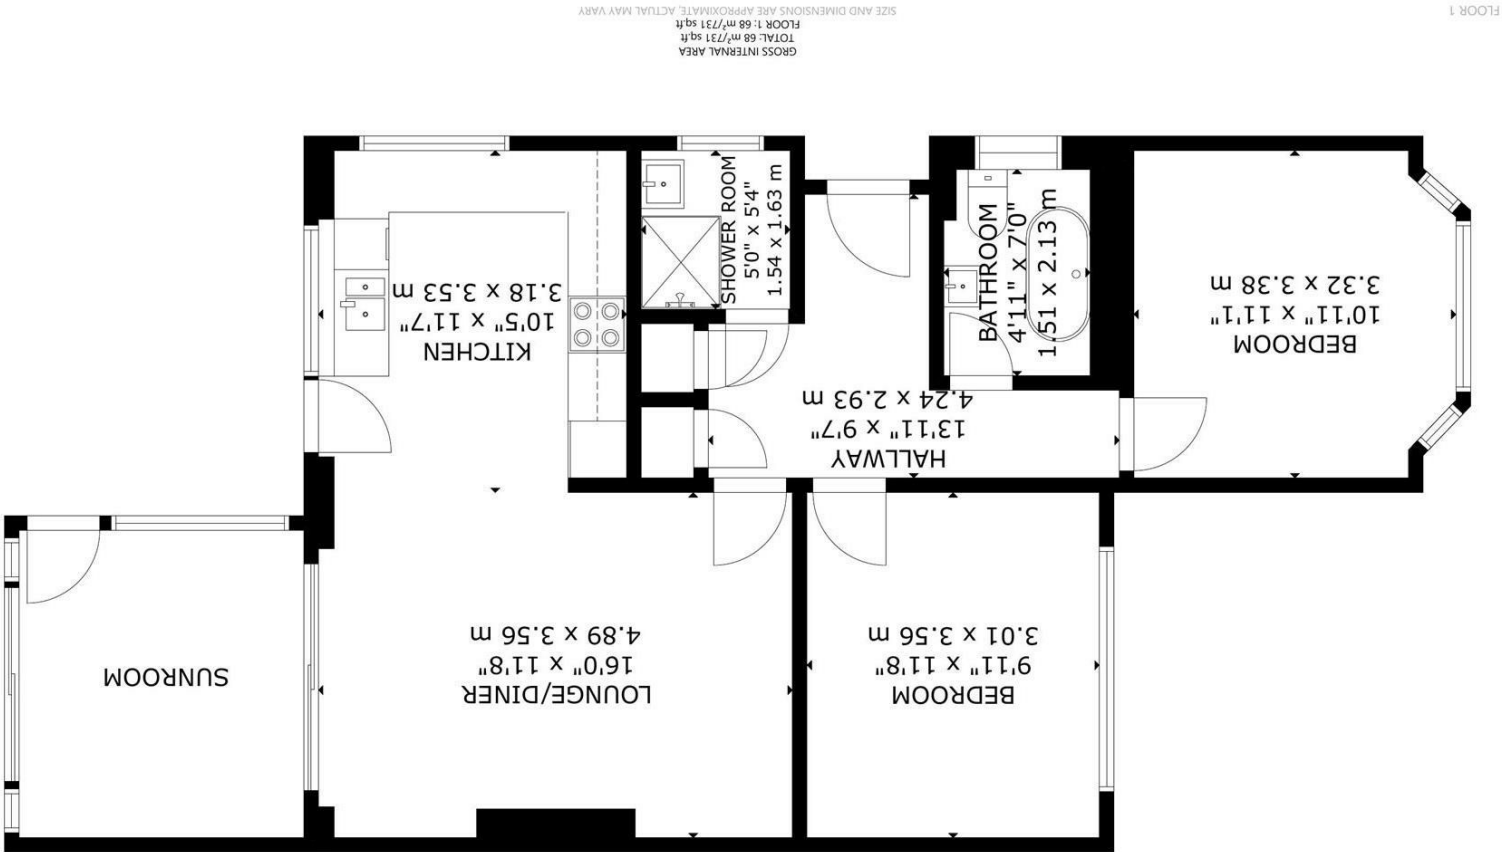 BEDROOM
9'11" x 11'8"
3.01 x 3.56 m
LOUNGE/DINER
16'0" x 11'8"
4.89 x 3.56 m
SUNROOM
BEDROOM
10'11" x 11'1"
3.32 x 3.38 m
HALLWAY
13'11" x 9'7"
4.24 x 2.93 m
BATHROOM
4'11" x 7'0"
1.51 x 2.13 m
SHOWER ROOM
5'0" x 5'4"
1.54 x 1.63 m
KITCHEN
10'5" x 11'7"
3.18 x 3.53 m
GROSS INTERNAL AREA
TOTAL: 68 m²/731 sq.ft
FLOOR 1: 68 m²/731 sq.ft
SIZE AND DIMENSIONS ARE APPROXIMATE, ACTUAL MAY VARY
FLOOR 1